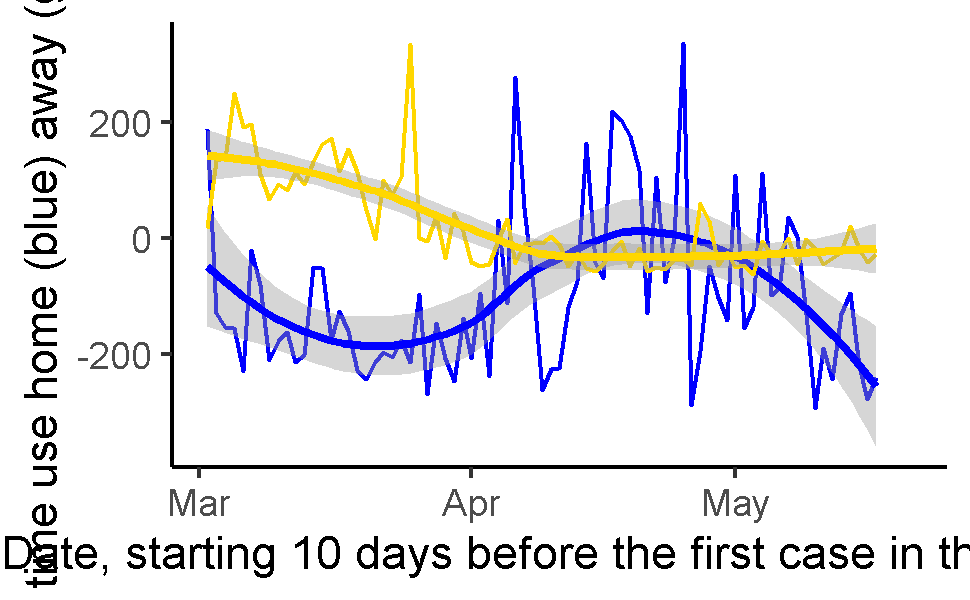 time use home (blue) away (
200
0
-200
Mar Apr May
Date, starting 10 days before the first case in th